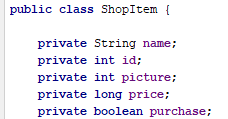 public class ShopItem {
private String name;
private int id;
private int picture;
private long price;
private boolean purchase;